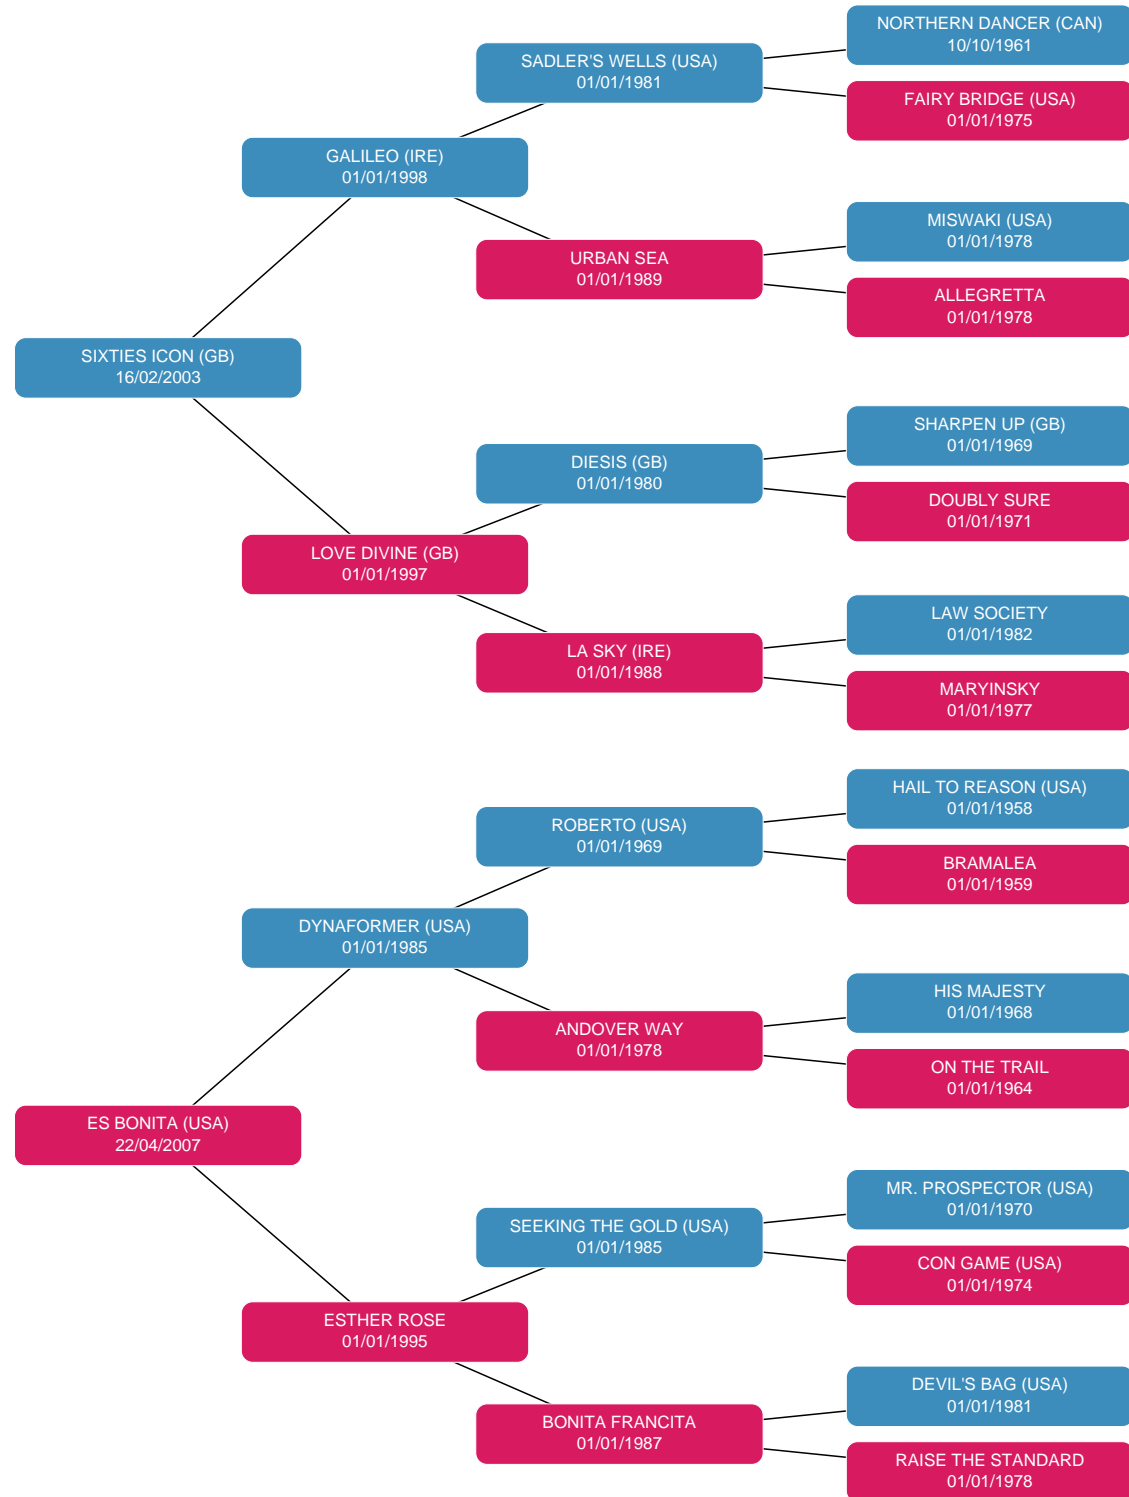 NORTHERN DANCER (CAN)
10/10/1961
SADLER'S WELLS (USA)
01/01/1981
FAIRY BRIDGE (USA)
01/01/1975
GALILEO (IRE)
01/01/1998
MISWAKI (USA)
01/01/1978
URBAN SEA
01/01/1989
ALLEGRETTA
01/01/1978
SIXTIES ICON (GB)
16/02/2003
SHARPEN UP (GB)
01/01/1969
DIESIS (GB)
01/01/1980
DOUBLY SURE
01/01/1971
LOVE DIVINE (GB)
01/01/1997
LAW SOCIETY
01/01/1982
LA SKY (IRE)
01/01/1988
MARYINSKY
01/01/1977
HAIL TO REASON (USA)
01/01/1958
ROBERTO (USA)
01/01/1969
BRAMALEA
01/01/1959
DYNAFORMER (USA)
01/01/1985
HIS MAJESTY
01/01/1968
ANDOVER WAY
01/01/1978
ON THE TRAIL
01/01/1964
ES BONITA (USA)
22/04/2007
MR. PROSPECTOR (USA)
01/01/1970
SEEKING THE GOLD (USA)
01/01/1985
CON GAME (USA)
01/01/1974
ESTHER ROSE
01/01/1995
DEVIL'S BAG (USA)
01/01/1981
BONITA FRANCITA
01/01/1987
RAISE THE STANDARD
01/01/1978